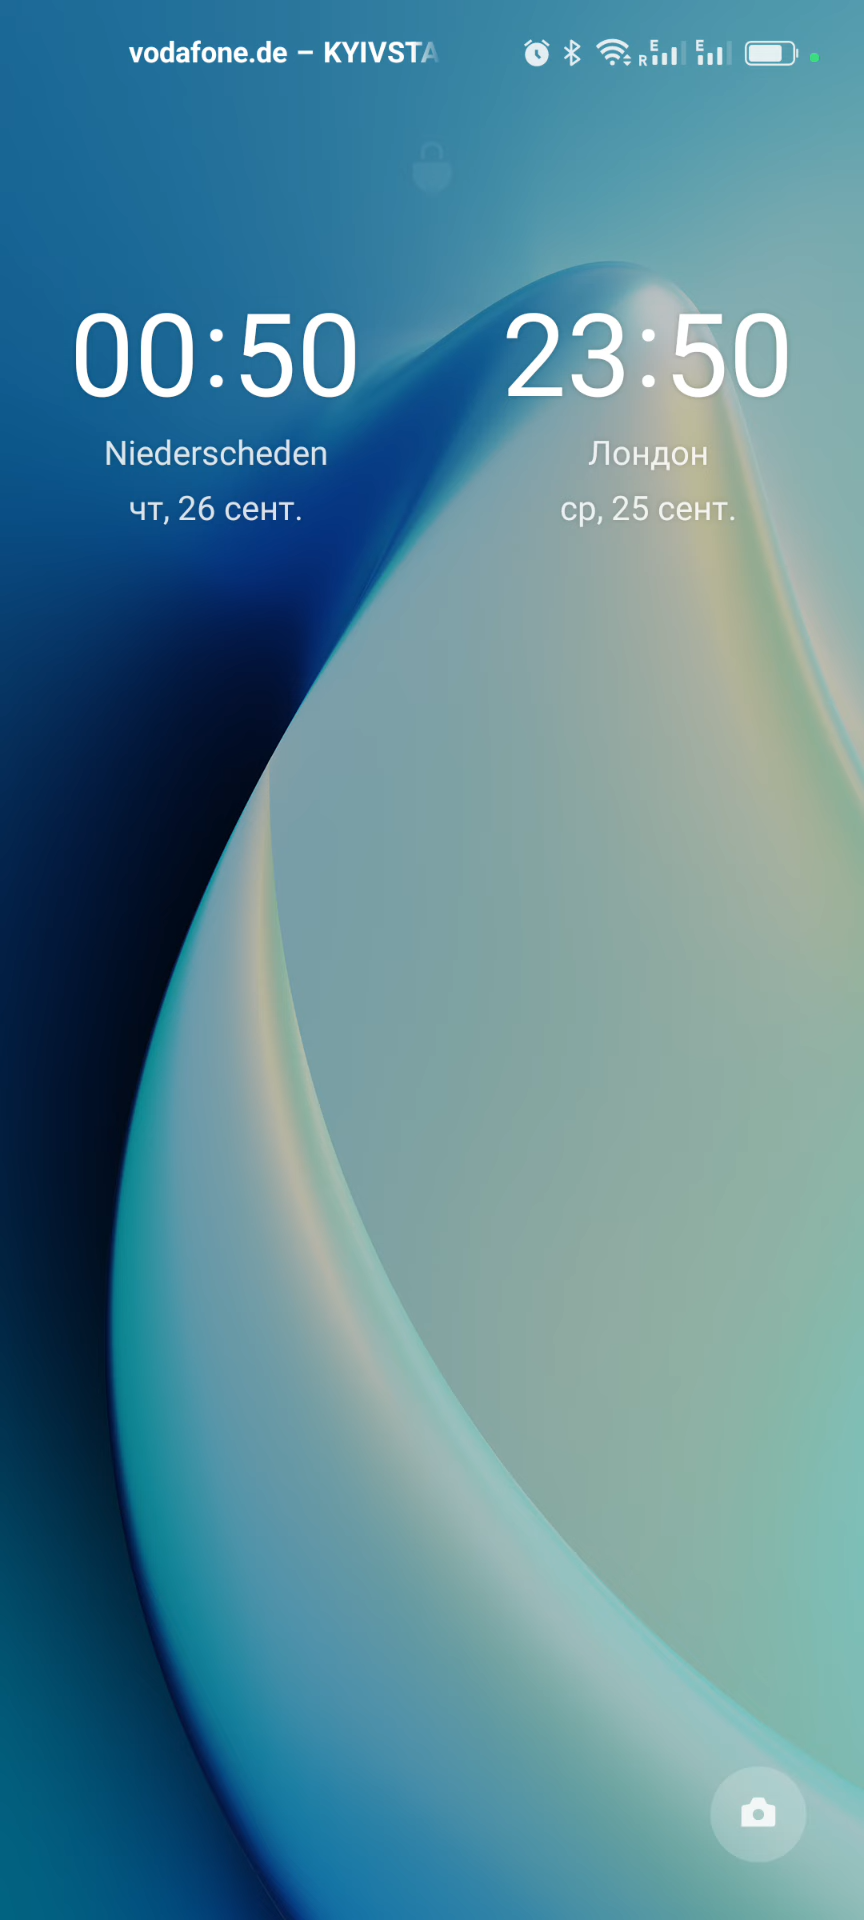 vodafone.de – KYIVSTA
R E E
00:50 23:50
Niederscheden Лондон
чт, 26 сент. ср, 25 сент.